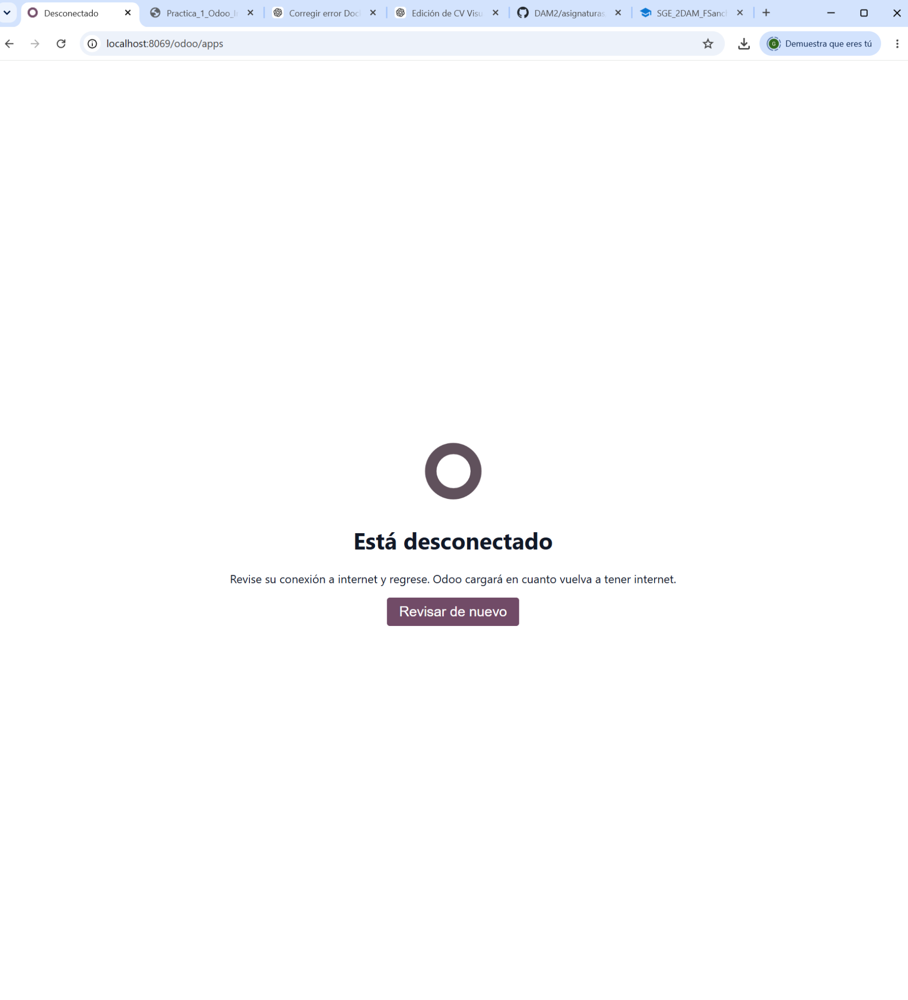 Desconectado
Practica_1_Odoo_I
Corregir error Doc
Edición de CV Visu
DAM2/asignaturas
SGE_2DAM_FSanc
localhost:8069/odoo/apps
G
Demuestra que eres tú
Está desconectado
Revise su conexión a internet y regrese. Odoo cargará en cuanto vuelva a tener internet.
Revisar de nuevo